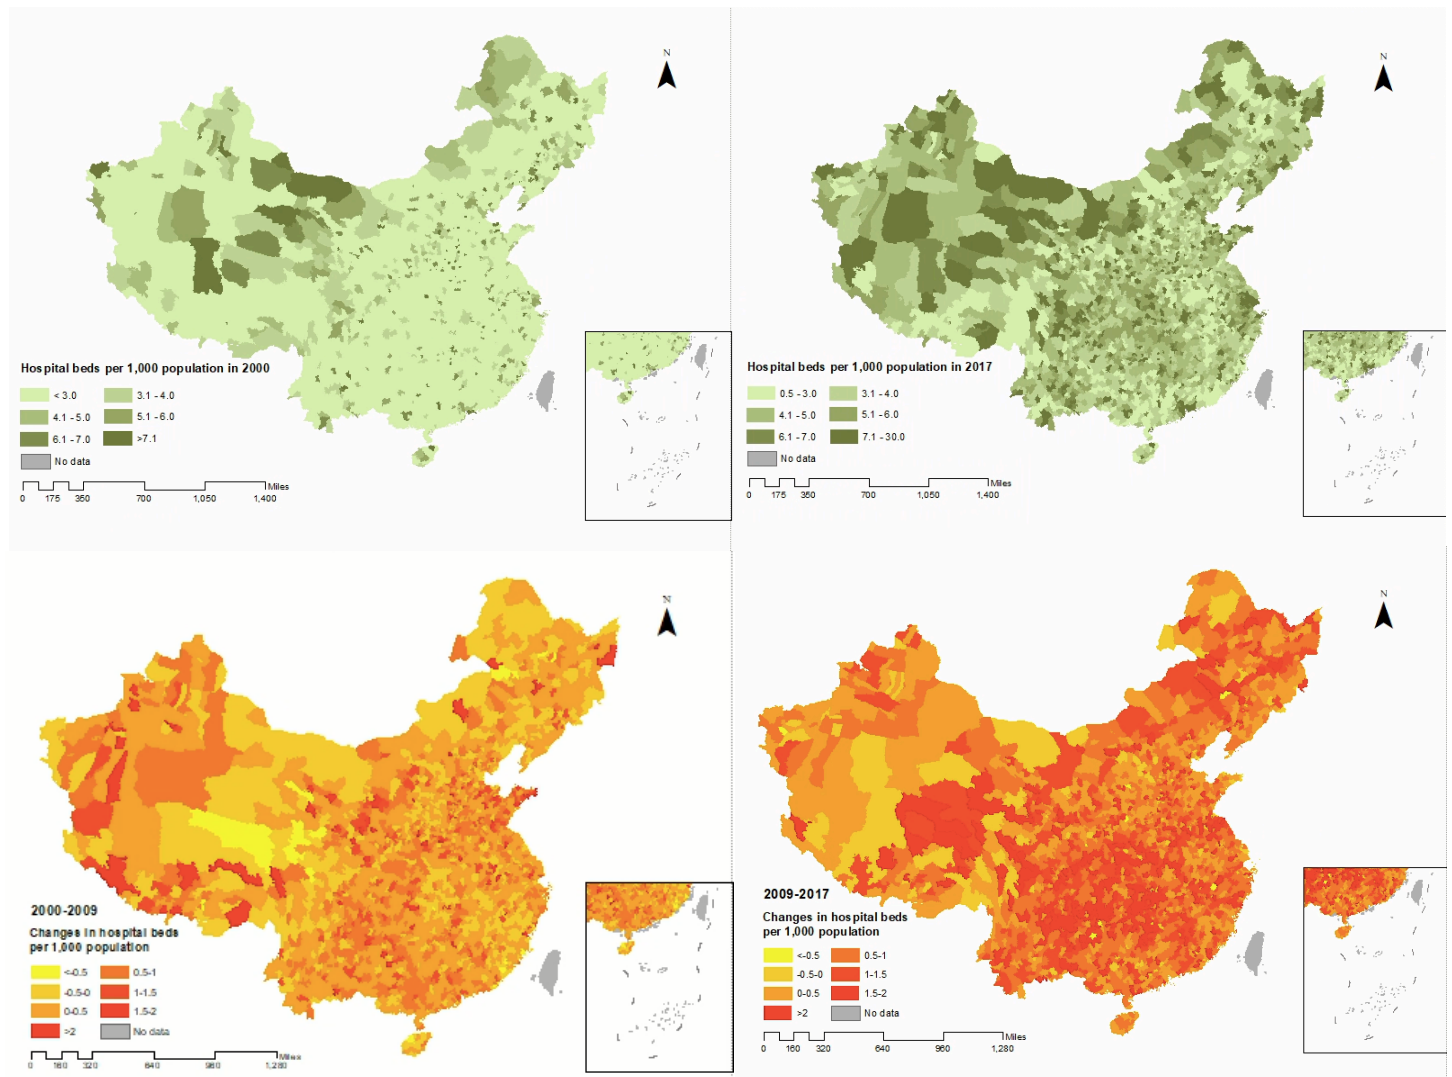 N
Hospital beds per 1,000 population in 2000
< 3.0 3.1 - 4.0
4.1 - 5.0 5.1 - 6.0
6.1 - 7.0 >7.1
No data
Miles
0 175 350 700 1,050 1,400
N
Hospital beds per 1,000 population in 2017
0.5 - 3.0 3.1 - 4.0
4.1 - 5.0 5.1 - 6.0
6.1 - 7.0 7.1 - 30.0
No data
Miles
0 175 350 700 1,050 1,400
N
2000-2009
Changes in hospital beds
per 1,000 population
<-0.5 0.5-1
-0.5-0 1-1.5
0-0.5 1.5-2
>2 No data
Miles
0 160 320 640 960 1,280
N
2009-2017
Changes in hospital beds
per 1,000 population
<-0.5 0.5-1
-0.5-0 1-1.5
0-0.5 1.5-2
>2 No data
Miles
0 160 320 640 960 1,280